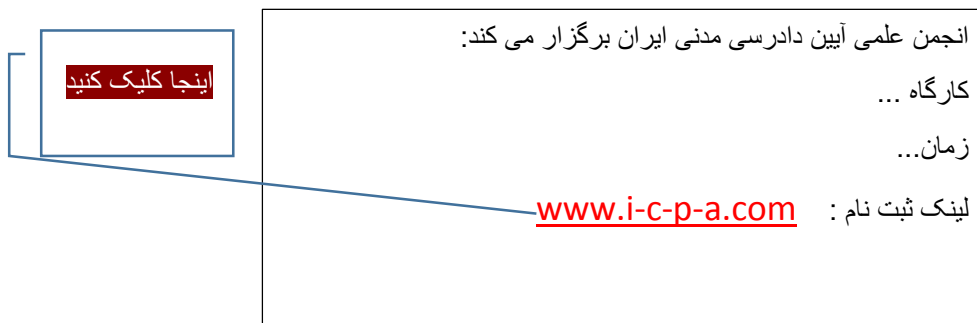 انجمن علمی آیین دادرسی مدنی ایران برگزار می کند:
کارگاه ...
زمان...
لینک ثبت نام : www.i-c-p-a.com
اینجا کلیک کنید